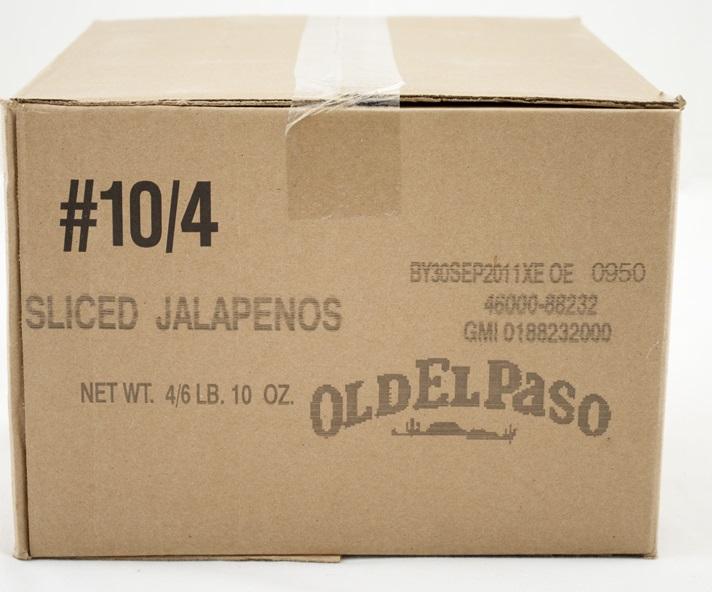 #10/4
BY30SEP2011XE OE 0950
46000-88232
SLICED JALAPENOS
GMI 0188232000
NET WT. 4/6 LB. 10 OZ.
OLD EL PASO